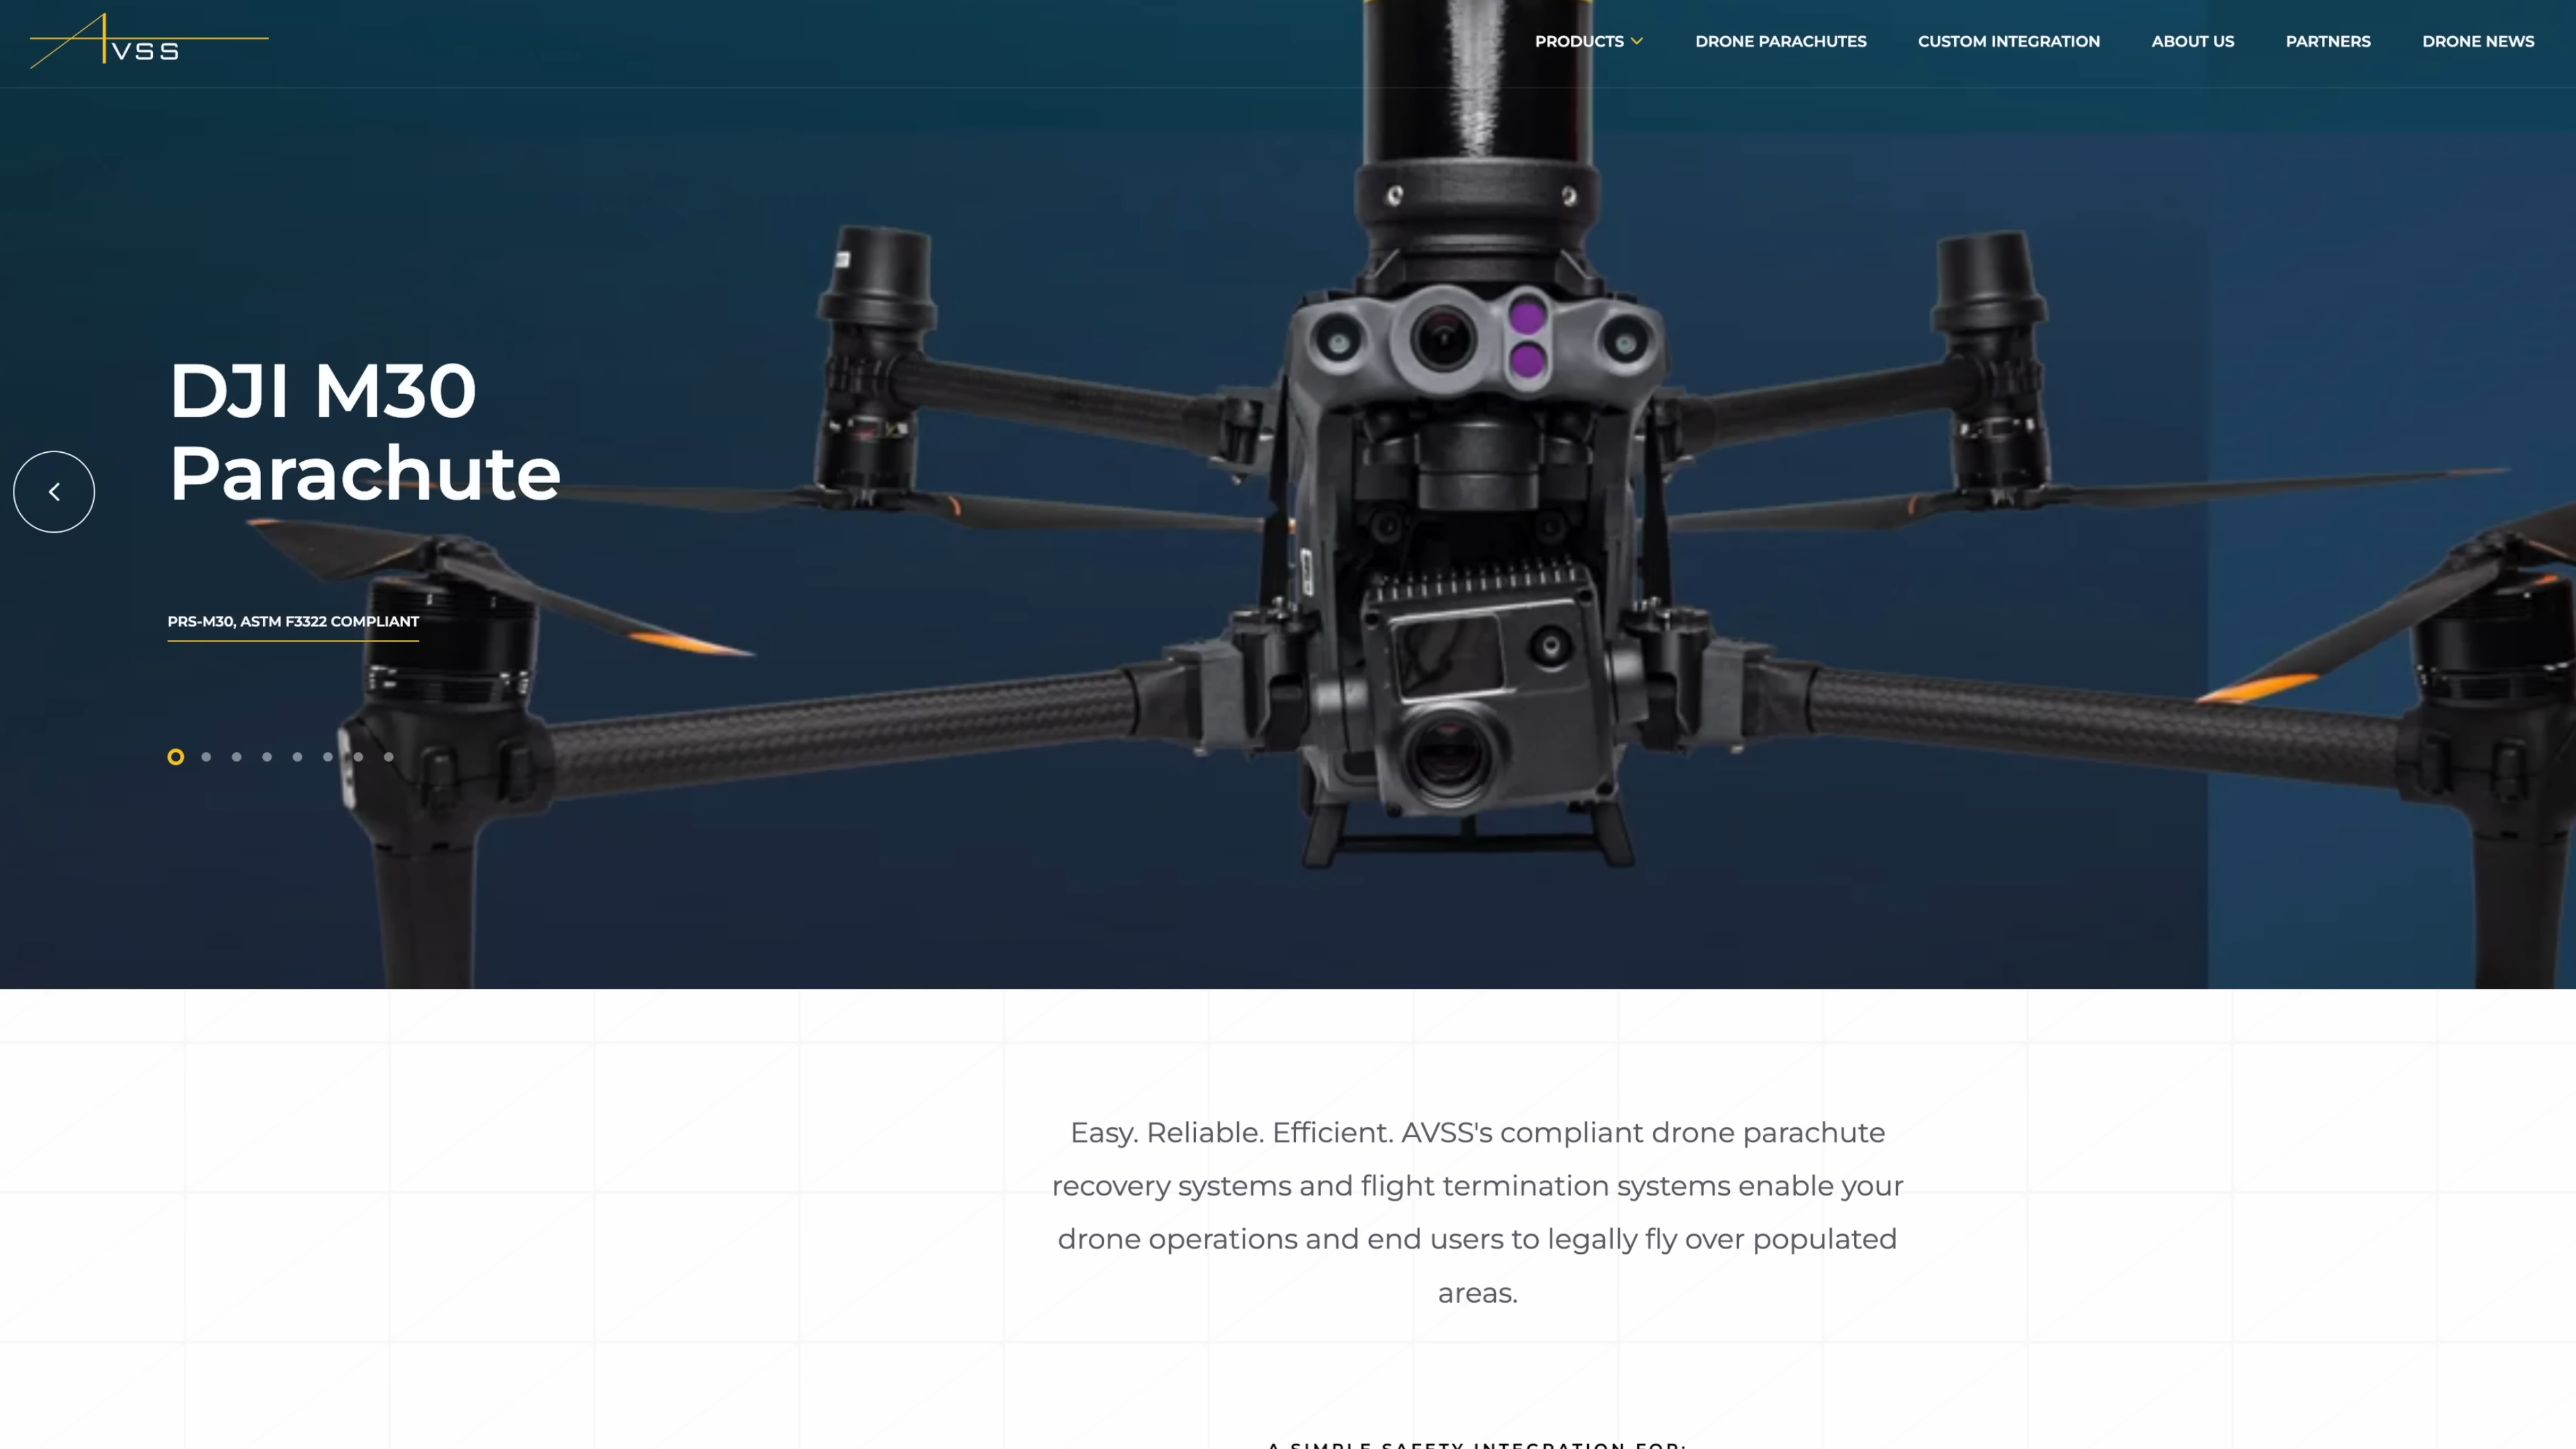 AVSS
PRODUCTS
DRONE PARACHUTES
CUSTOM INTEGRATION
ABOUT US
PARTNERS
DRONE NEWS
DJI M30
Parachute
PRS-M30, ASTM F3322 COMPLIANT
Easy. Reliable. Efficient. AVSS's compliant drone parachute
recovery systems and flight termination systems enable your
drone operations and end users to legally fly over populated
areas.
A SIMPLE SAFETY INTEGRATION FOR: